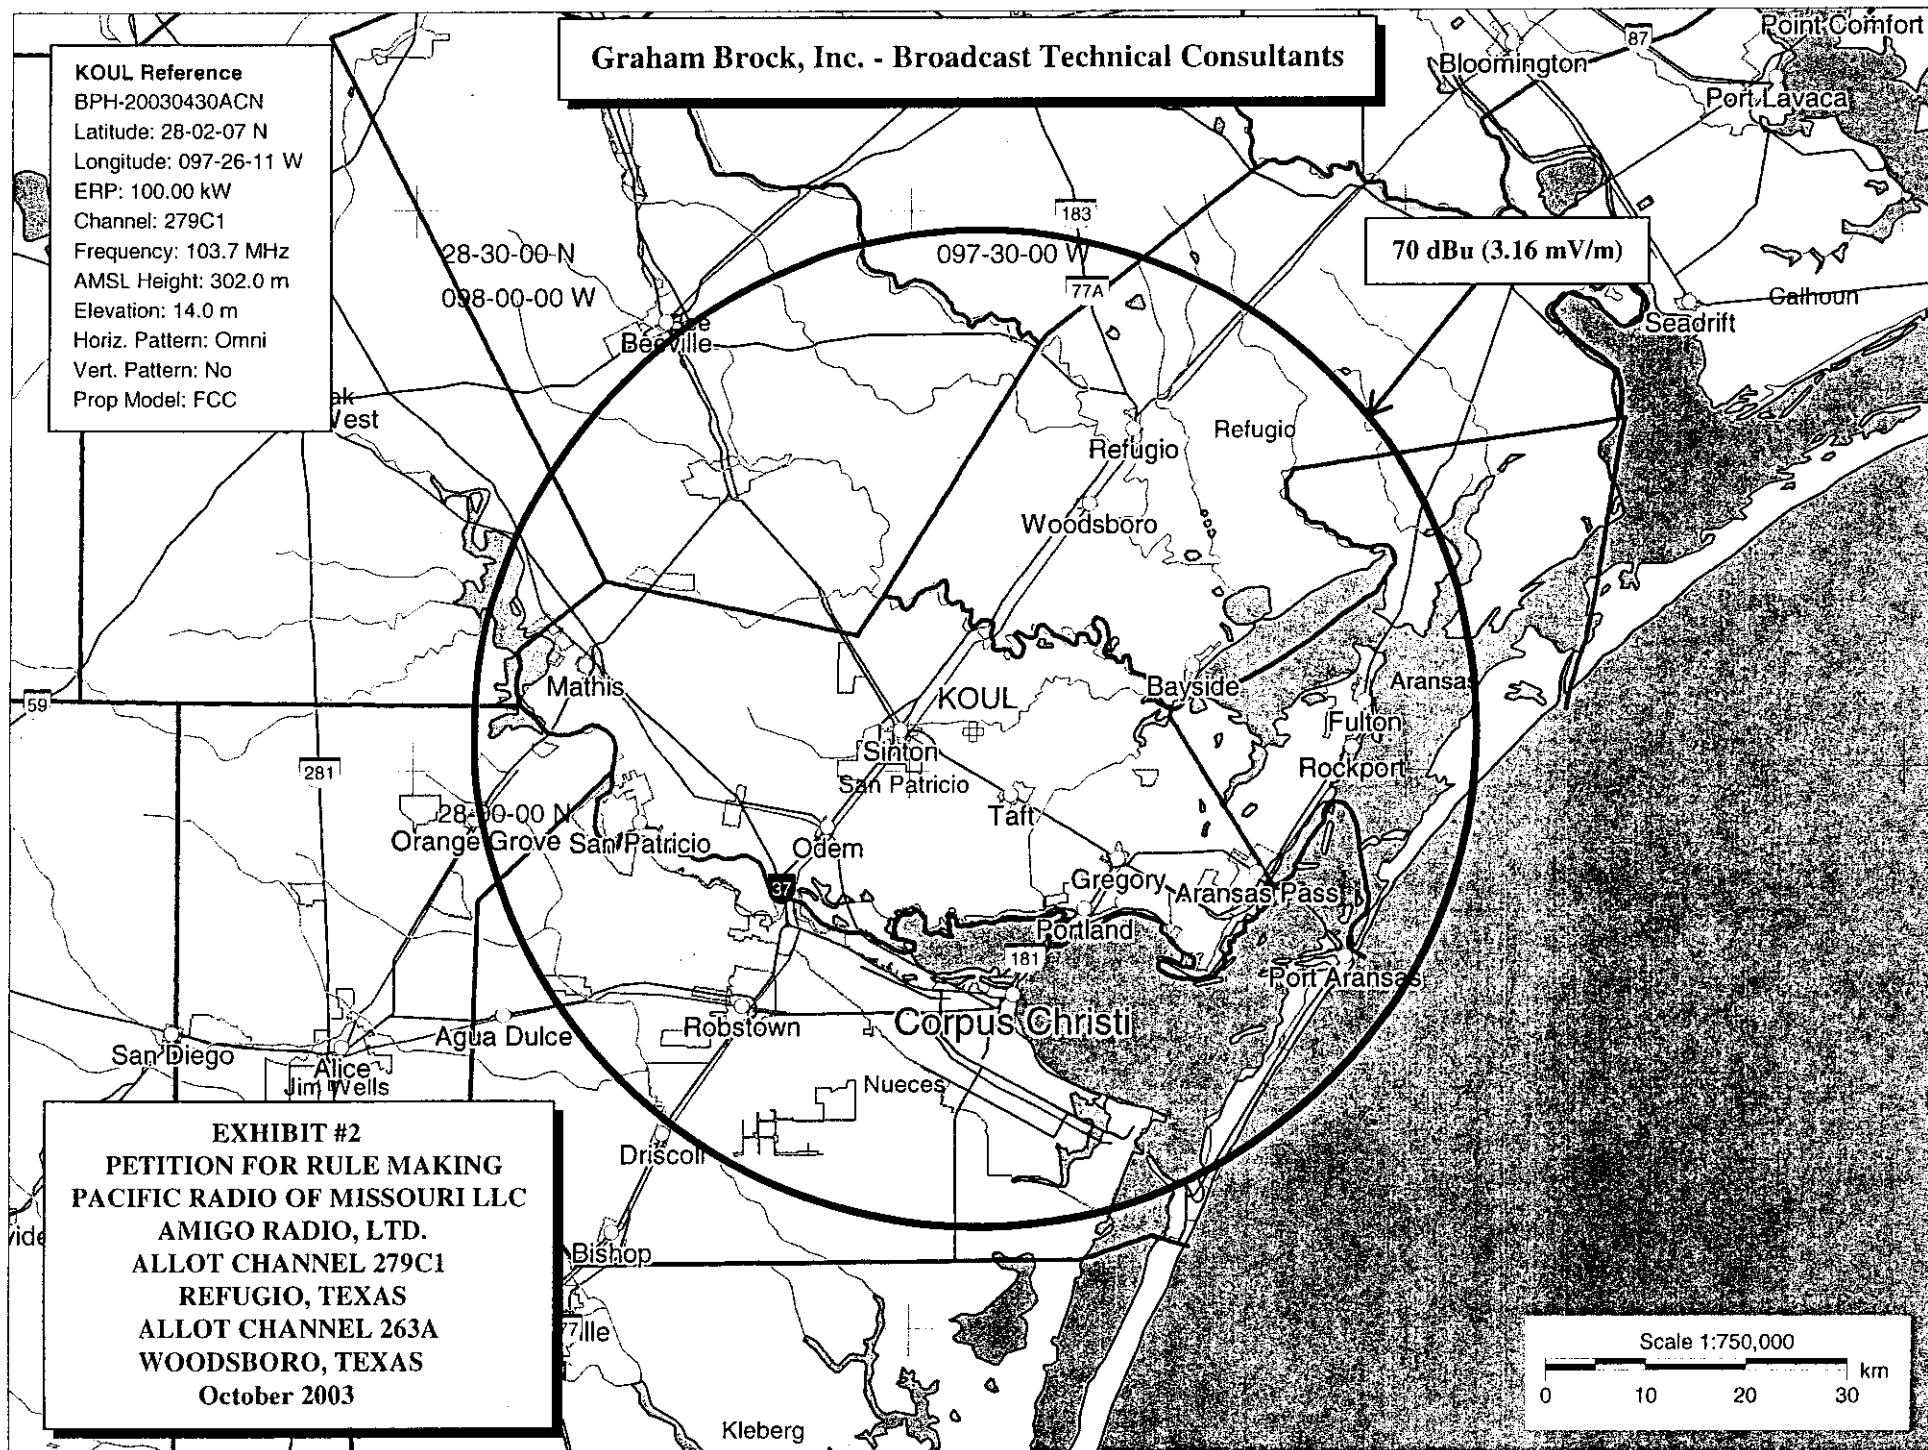 KOUL Reference
BPH-20030430ACN
Latitude: 28-02-07 N
Longitude: 097-26-11 W
ERP: 100.00 kW
Channel: 279C1
Frequency: 103.7 MHz
AMSL Height: 302.0 m
Elevation: 14.0 m
Horiz. Pattern: Omni
Vert. Pattern: No
Prop Model: FCC
Graham Brock, Inc. - Broadcast Technical Consultants
87
Point Comfort
Bloomington
Port Lavaca
183
70 dBu (3.16 mV/m)
28-30-00 N
097-30-00 W
098-00-00 W
77A
Calhoun
Seadrift
Bee
Beeville
West
Refugio
Refugio
Woodsboro
Mathis
KOUL
Bayside
Aransas
59
Fulton
Sinton
281
San Patricio
Rockport
28-00-00 N
Taft
Orange Grove
San Patricio
Odem
37
Gregory
Aransas Pass
Portland
181
Port Aransas
Robstown
Corpus Christi
Agua Dulce
San Diego
Alice
Jim Wells
Nueces
Driscoll
Bishop
77
Kleberg
EXHIBIT #2
PETITION FOR RULE MAKING
PACIFIC RADIO OF MISSOURI LLC
AMIGO RADIO, LTD.
ALLOT CHANNEL 279C1
REFUGIO, TEXAS
ALLOT CHANNEL 263A
WOODSBORO, TEXAS
October 2003
Scale 1:750,000
km
0 10 20 30